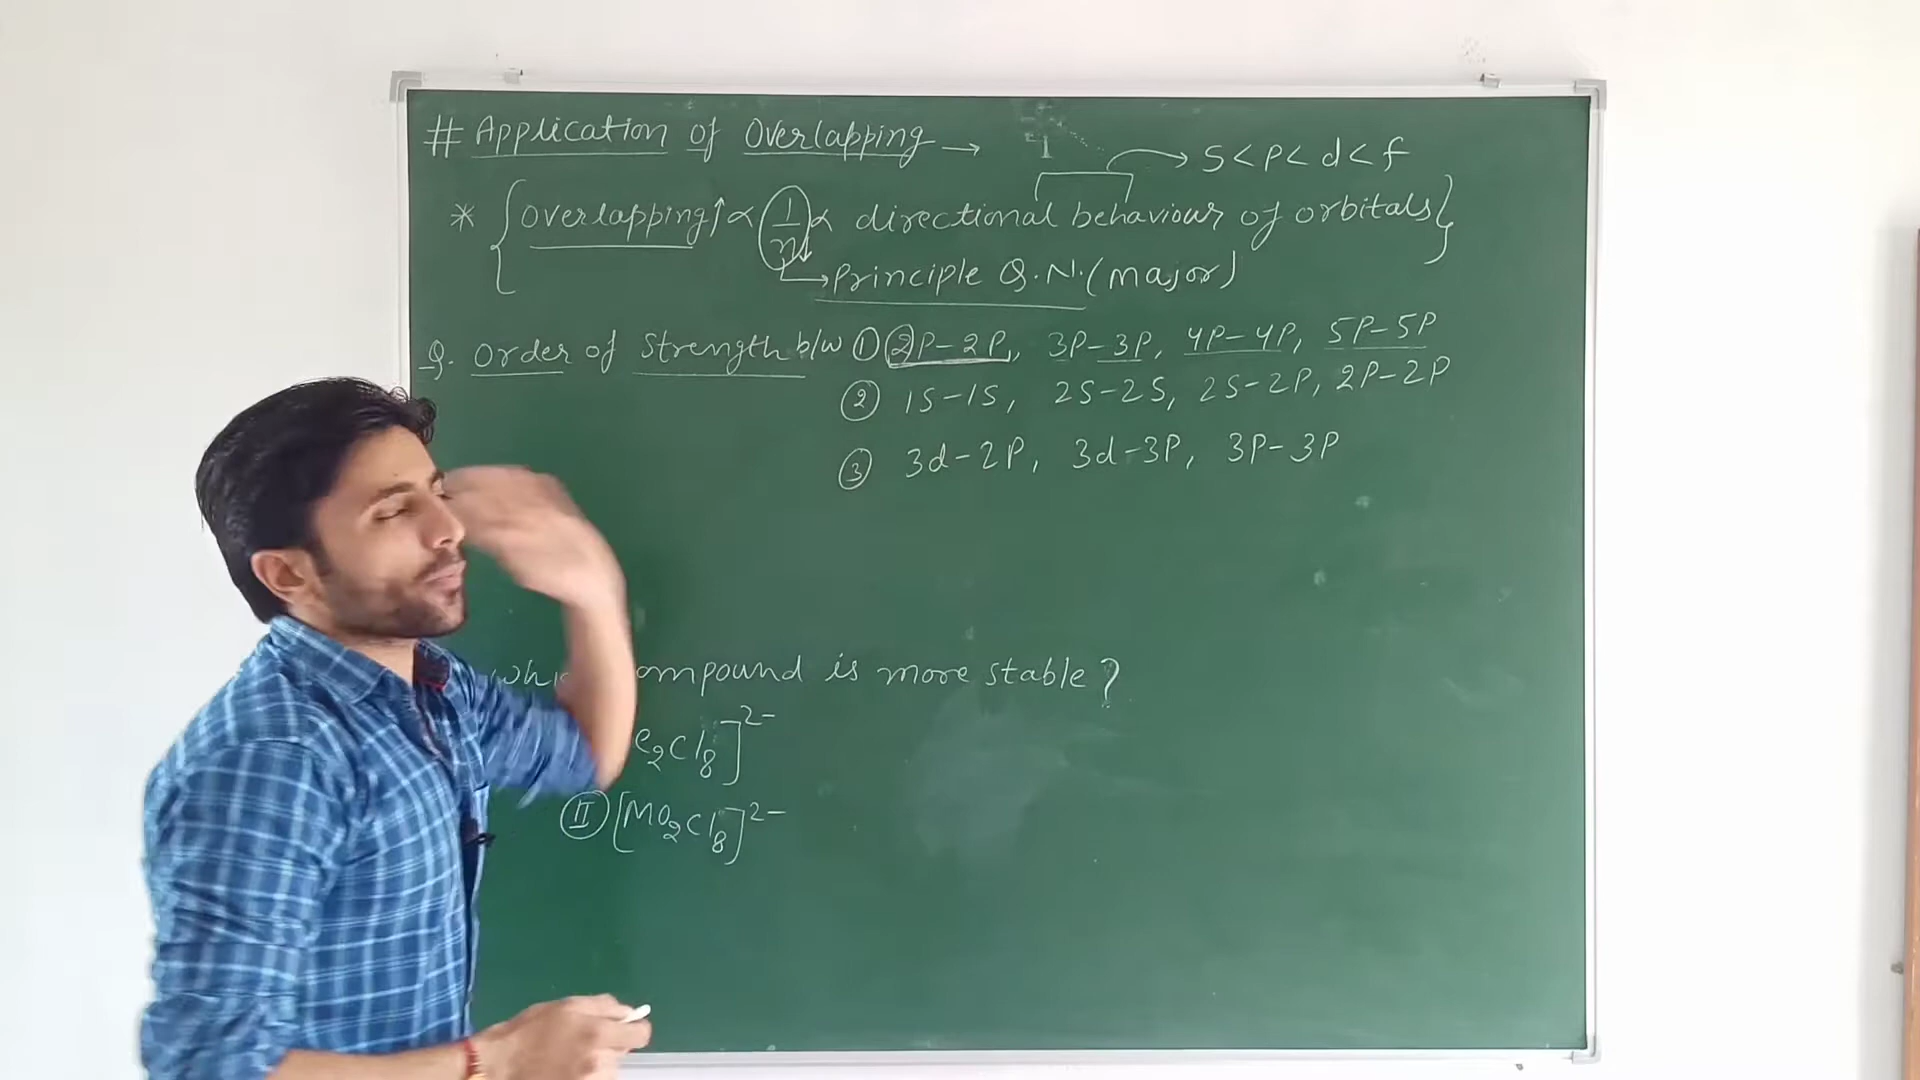 # Application of Overlapping → S < P < d < f
* { Overlapping ↑ ∝ 1/n ↓ ∝ directional behaviour of orbitals }
→ Principle Q.N. (major)
Q. Order of Strength b/w ① 2P-2P, 3P-3P, 4P-4P, 5P-5P
② 1S-1S, 2S-2S, 2S-2P, 2P-2P
③ 3d-2P, 3d-3P, 3P-3P
is more stable ?
e₂Cl₈]²⁻
Ⅱ [Mo₂Cl₈]²⁻